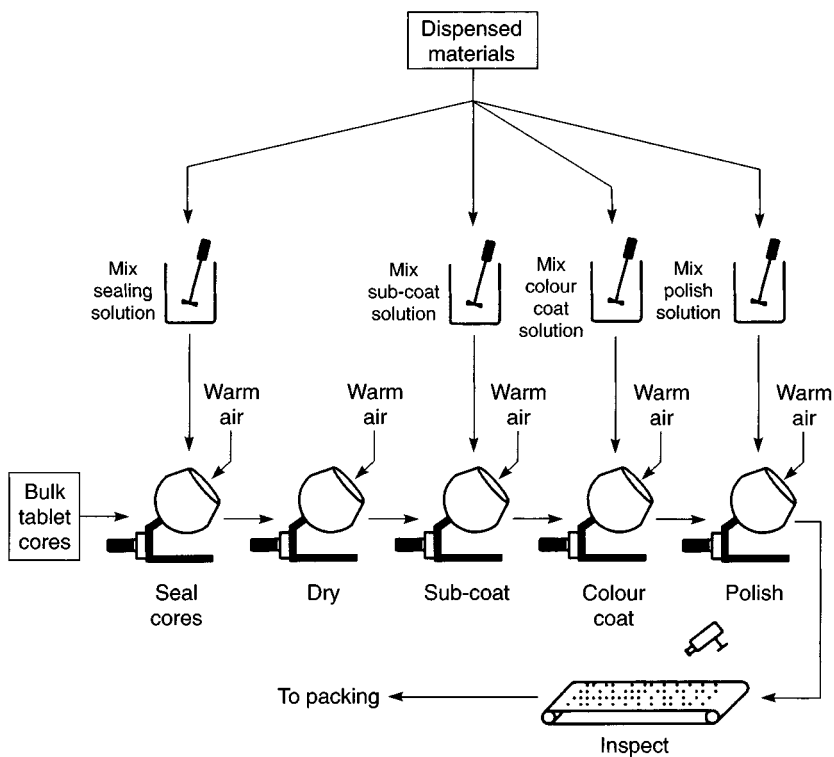 Dispensed
materials
Mix
sealing
solution
Mix
sub-coat
solution
Mix
colour
coat
solution
Mix
polish
solution
Warm
air
Warm
air
Warm
air
Warm
air
Warm
air
Bulk
tablet
cores
Seal
cores
Dry
Sub-coat
Colour
coat
Polish
To packing
Inspect